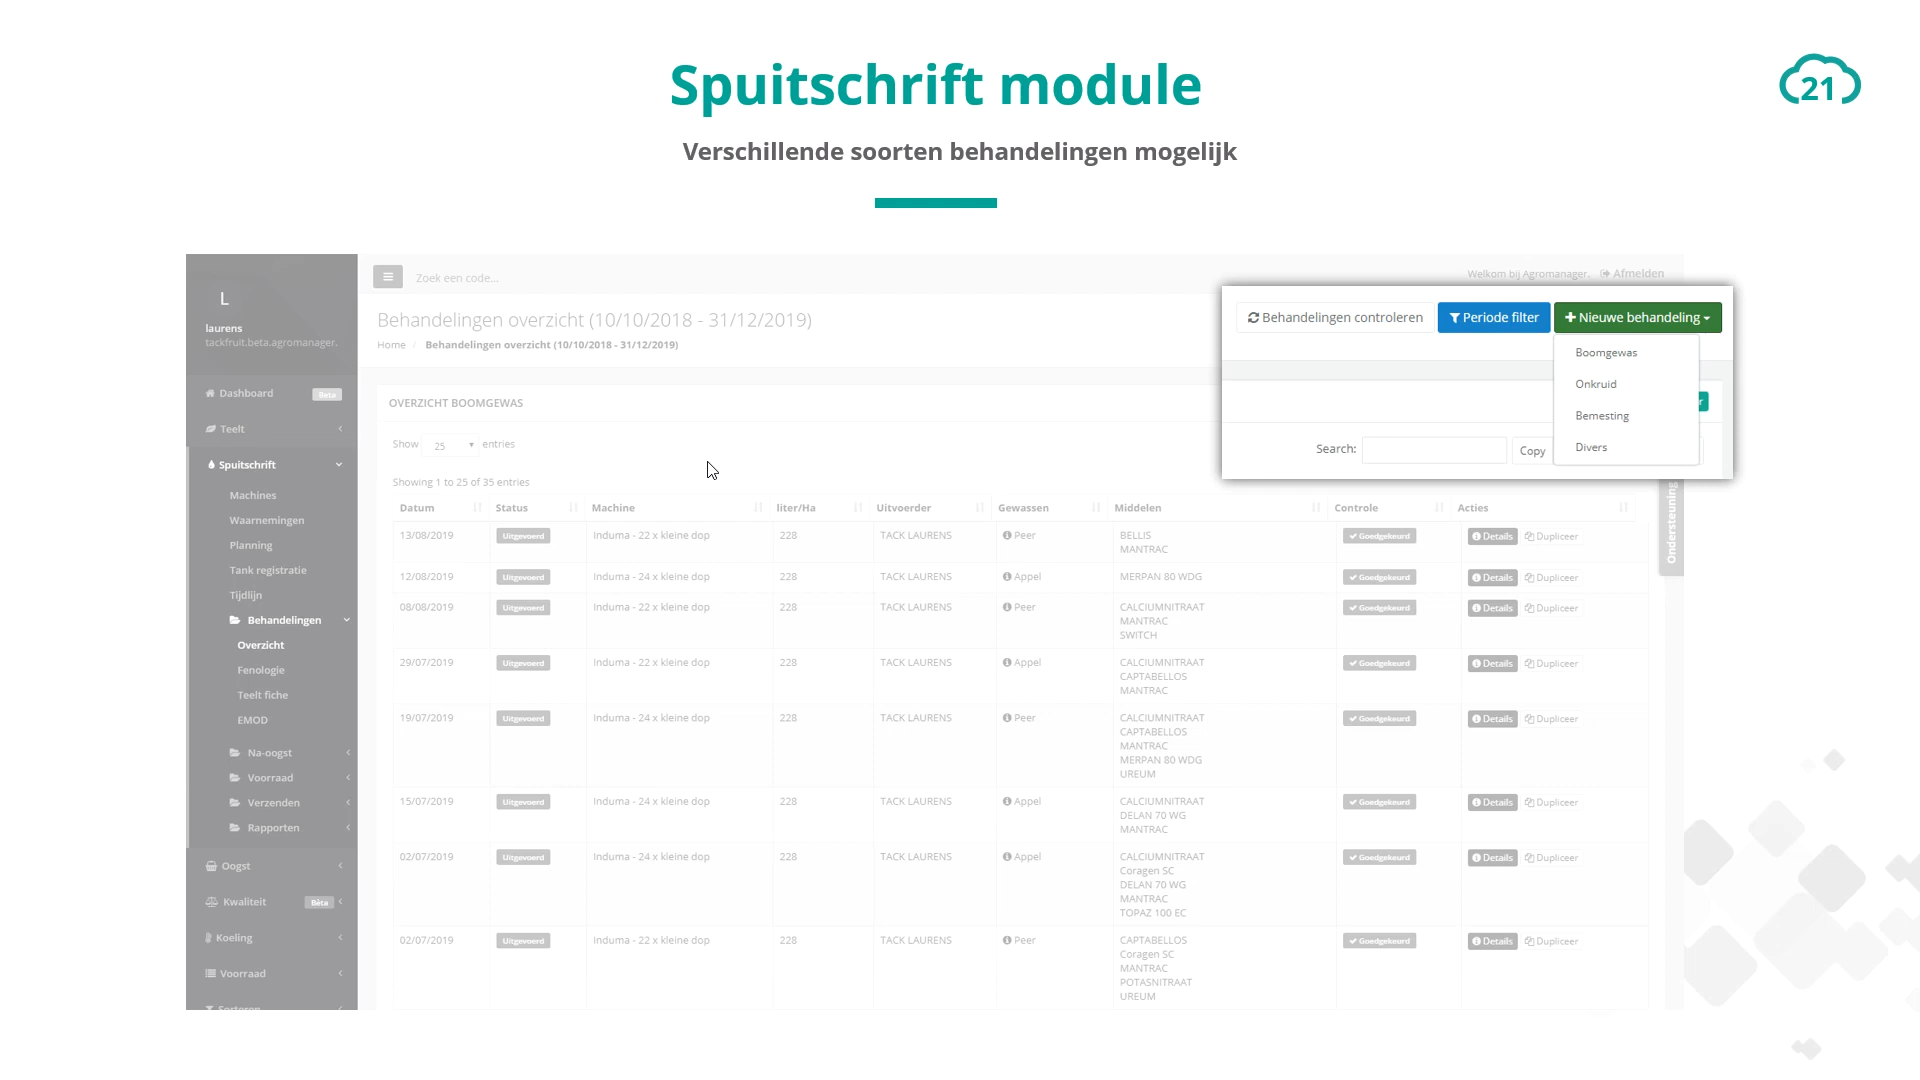 Spuitschrift module
21
Verschillende soorten behandelingen mogelijk
L
laurens
tackfruit.beta.agromanager.
Dashboard Beta
Teelt
Spuitschrift
Machines
Waarnemingen
Planning
Tank registratie
Tijdlijn
Behandelingen
Overzicht
Fenologie
Teelt fiche
EMOD
Na-oogst
Voorraad
Verzenden
Rapporten
Oogst
Kwaliteit Bèta
Koeling
Voorraad
Sorteren
Zoek een code...
Welkom bij Agromanager. Afmelden
Behandelingen overzicht (10/10/2018 - 31/12/2019)
Home / Behandelingen overzicht (10/10/2018 - 31/12/2019)
Behandelingen controleren Periode filter Nieuwe behandeling
Boomgewas
Onkruid
Bemesting
Divers
r
Search: Copy
OVERZICHT BOOMGEWAS
Show 25 entries
Showing 1 to 25 of 35 entries
Ondersteuning
Datum Status Machine liter/Ha Uitvoerder Gewassen Middelen Controle Acties
13/08/2019 Uitgevoerd Induma - 22 x kleine dop 228 TACK LAURENS Peer BELLIS Goedgekeurd Details Dupliceer
MANTRAC
12/08/2019 Uitgevoerd Induma - 24 x kleine dop 228 TACK LAURENS Appel MERPAN 80 WDG Goedgekeurd Details Dupliceer
08/08/2019 Uitgevoerd Induma - 22 x kleine dop 228 TACK LAURENS Peer CALCIUMNITRAAT Goedgekeurd Details Dupliceer
MANTRAC
SWITCH
29/07/2019 Uitgevoerd Induma - 22 x kleine dop 228 TACK LAURENS Appel CALCIUMNITRAAT Goedgekeurd Details Dupliceer
CAPTABELLOS
MANTRAC
19/07/2019 Uitgevoerd Induma - 24 x kleine dop 228 TACK LAURENS Peer CALCIUMNITRAAT Goedgekeurd Details Dupliceer
CAPTABELLOS
MANTRAC
MERPAN 80 WDG
UREUM
15/07/2019 Uitgevoerd Induma - 24 x kleine dop 228 TACK LAURENS Appel CALCIUMNITRAAT Goedgekeurd Details Dupliceer
DELAN 70 WG
MANTRAC
02/07/2019 Uitgevoerd Induma - 24 x kleine dop 228 TACK LAURENS Appel CALCIUMNITRAAT Goedgekeurd Details Dupliceer
Coragen SC
DELAN 70 WG
MANTRAC
TOPAZ 100 EC
02/07/2019 Uitgevoerd Induma - 22 x kleine dop 228 TACK LAURENS Peer CAPTABELLOS Goedgekeurd Details Dupliceer
Coragen SC
MANTRAC
POTASNITRAAT
UREUM